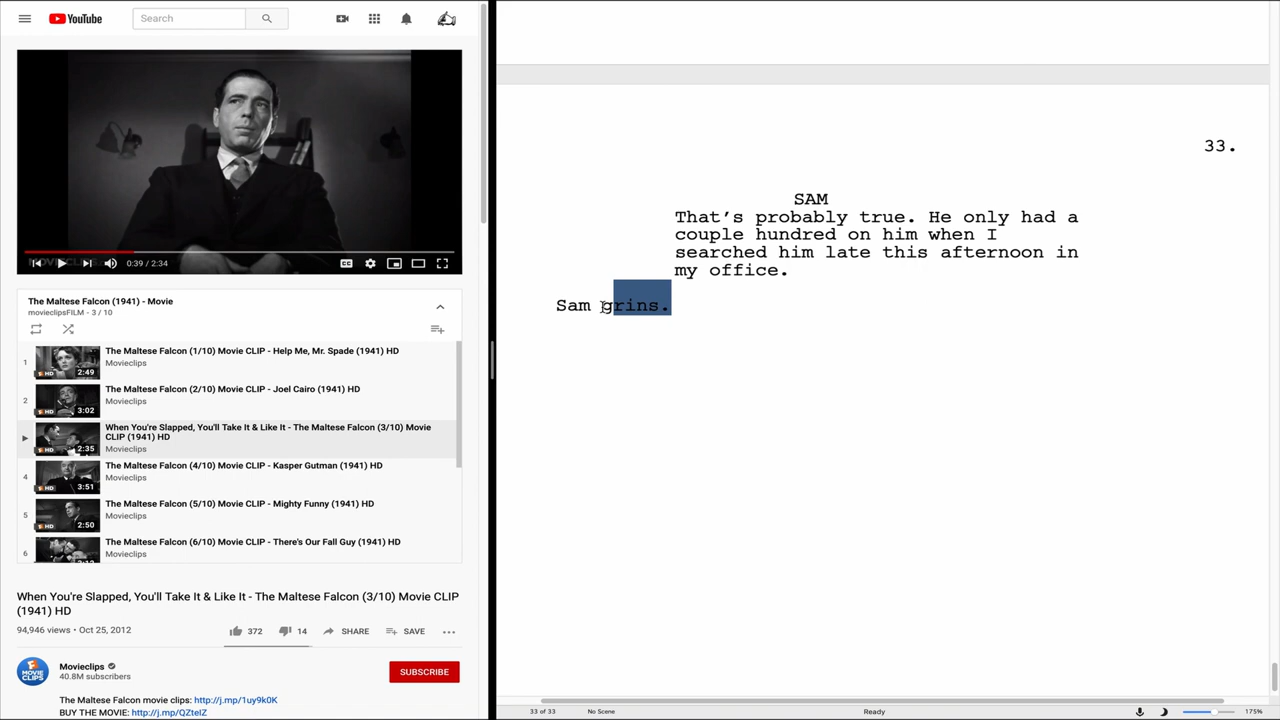 YouTube
Search
0:39 / 2:34
The Maltese Falcon (1941) - Movie
movieclipsFILM - 3 / 10
1
2:49
The Maltese Falcon (1/10) Movie CLIP - Help Me, Mr. Spade (1941) HD
Movieclips
2
3:02
The Maltese Falcon (2/10) Movie CLIP - Joel Cairo (1941) HD
Movieclips
2:35
When You're Slapped, You'll Take It & Like It - The Maltese Falcon (3/10) Movie
CLIP (1941) HD
Movieclips
4
3:51
The Maltese Falcon (4/10) Movie CLIP - Kasper Gutman (1941) HD
Movieclips
5
2:50
The Maltese Falcon (5/10) Movie CLIP - Mighty Funny (1941) HD
Movieclips
6
The Maltese Falcon (6/10) Movie CLIP - There's Our Fall Guy (1941) HD
Movieclips
When You're Slapped, You'll Take It & Like It - The Maltese Falcon (3/10) Movie CLIP
(1941) HD
94,946 views • Oct 25, 2012
372
14
SHARE
SAVE
Movieclips
40.8M subscribers
SUBSCRIBE
The Maltese Falcon movie clips: http://j.mp/1uy9k0K
BUY THE MOVIE: http://j.mp/QZteIZ
33.
SAM
That's probably true. He only had a
couple hundred on him when I
searched him late this afternoon in
my office.
Sam grins.
33 of 33
No Scene
Ready
175%